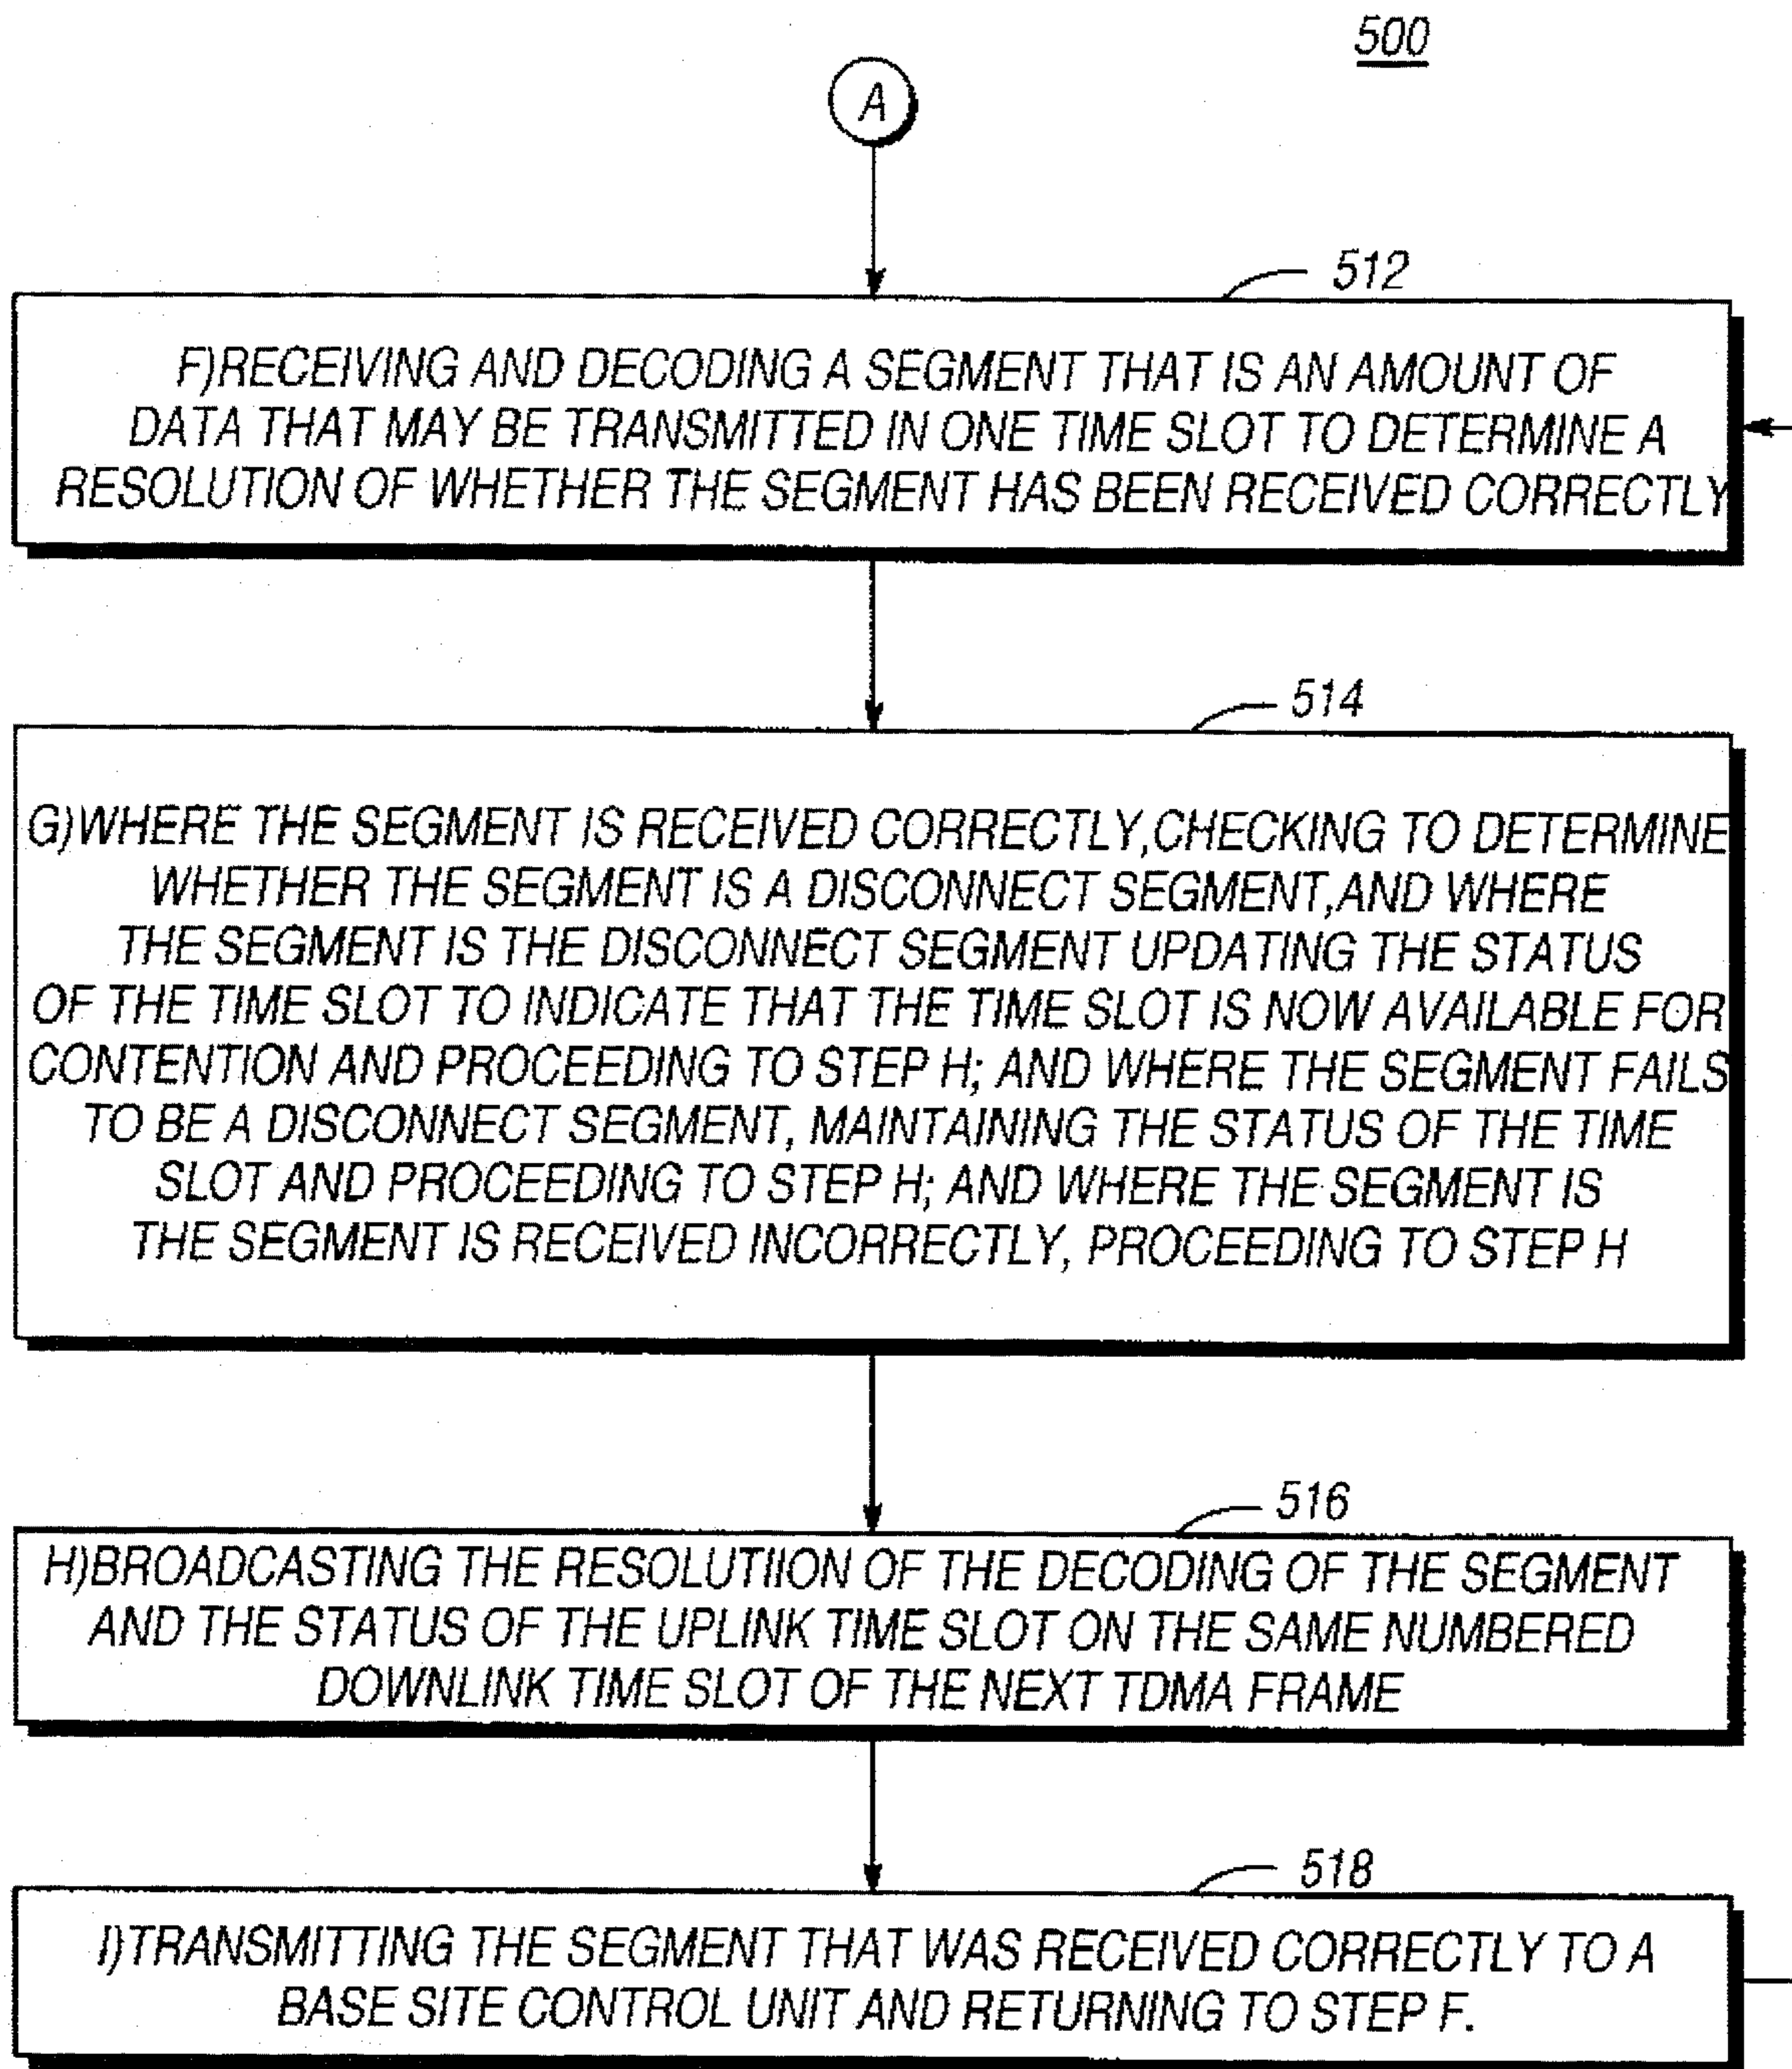 500
A
512
F)RECEIVING AND DECODING A SEGMENT THAT IS AN AMOUNT OF
DATA THAT MAY BE TRANSMITTED IN ONE TIME SLOT TO DETERMINE A
RESOLUTION OF WHETHER THE SEGMENT HAS BEEN RECEIVED CORRECTLY
514
G)WHERE THE SEGMENT IS RECEIVED CORRECTLY,CHECKING TO DETERMINE
WHETHER THE SEGMENT IS A DISCONNECT SEGMENT,AND WHERE
THE SEGMENT IS THE DISCONNECT SEGMENT UPDATING THE STATUS
OF THE TIME SLOT TO INDICATE THAT THE TIME SLOT IS NOW AVAILABLE FOR
CONTENTION AND PROCEEDING TO STEP H; AND WHERE THE SEGMENT FAILS
TO BE A DISCONNECT SEGMENT, MAINTAINING THE STATUS OF THE TIME
SLOT AND PROCEEDING TO STEP H; AND WHERE THE SEGMENT IS
THE SEGMENT IS RECEIVED INCORRECTLY, PROCEEDING TO STEP H
516
H)BROADCASTING THE RESOLUTIION OF THE DECODING OF THE SEGMENT
AND THE STATUS OF THE UPLINK TIME SLOT ON THE SAME NUMBERED
DOWNLINK TIME SLOT OF THE NEXT TDMA FRAME
518
I)TRANSMITTING THE SEGMENT THAT WAS RECEIVED CORRECTLY TO A
BASE SITE CONTROL UNIT AND RETURNING TO STEP F.